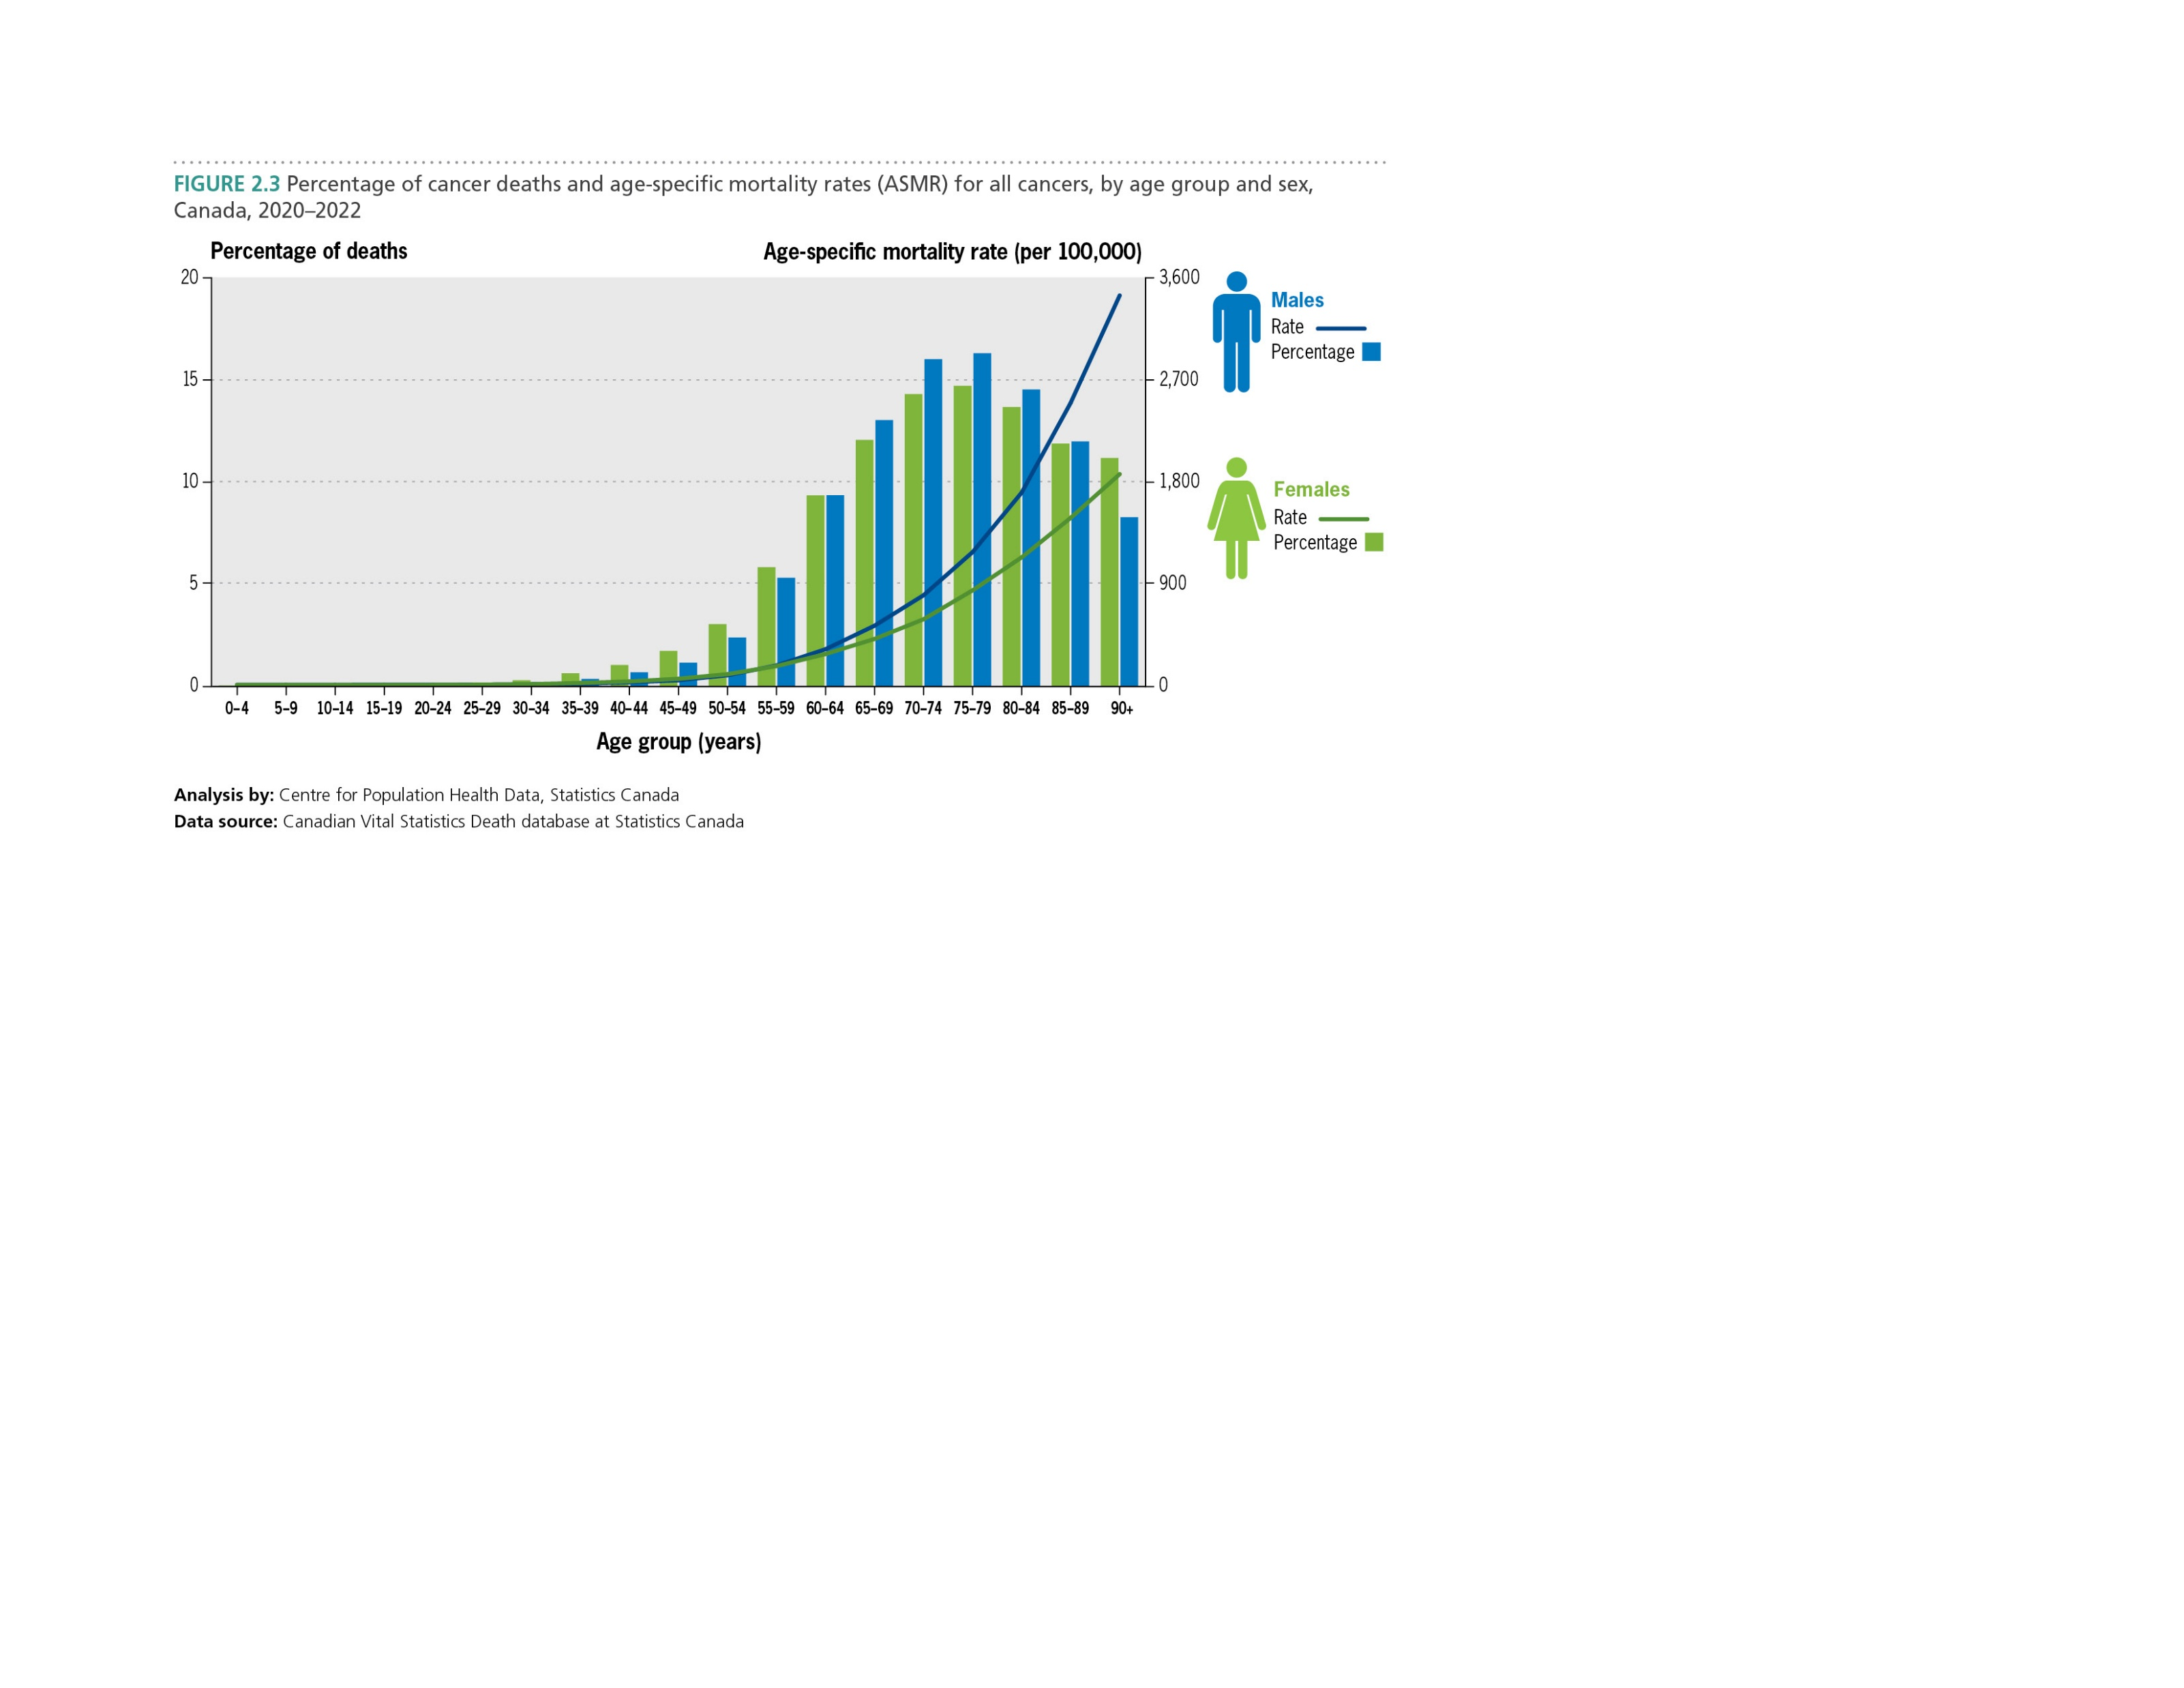 FIGURE 2.3 Percentage of cancer deaths and age-specific mortality rates (ASMR) for all cancers, by age group and sex,
Canada, 2020–2022
Percentage of deaths
Age-specific mortality rate (per 100,000)
20
15
10
5
0
3,600
2,700
1,800
900
0
0–4 5–9 10–14 15–19 20–24 25–29 30–34 35–39 40–44 45–49 50–54 55–59 60–64 65–69 70–74 75–79 80–84 85–89 90+
Age group (years)
Males
Rate
Percentage
Females
Rate
Percentage
Analysis by: Centre for Population Health Data, Statistics Canada
Data source: Canadian Vital Statistics Death database at Statistics Canada